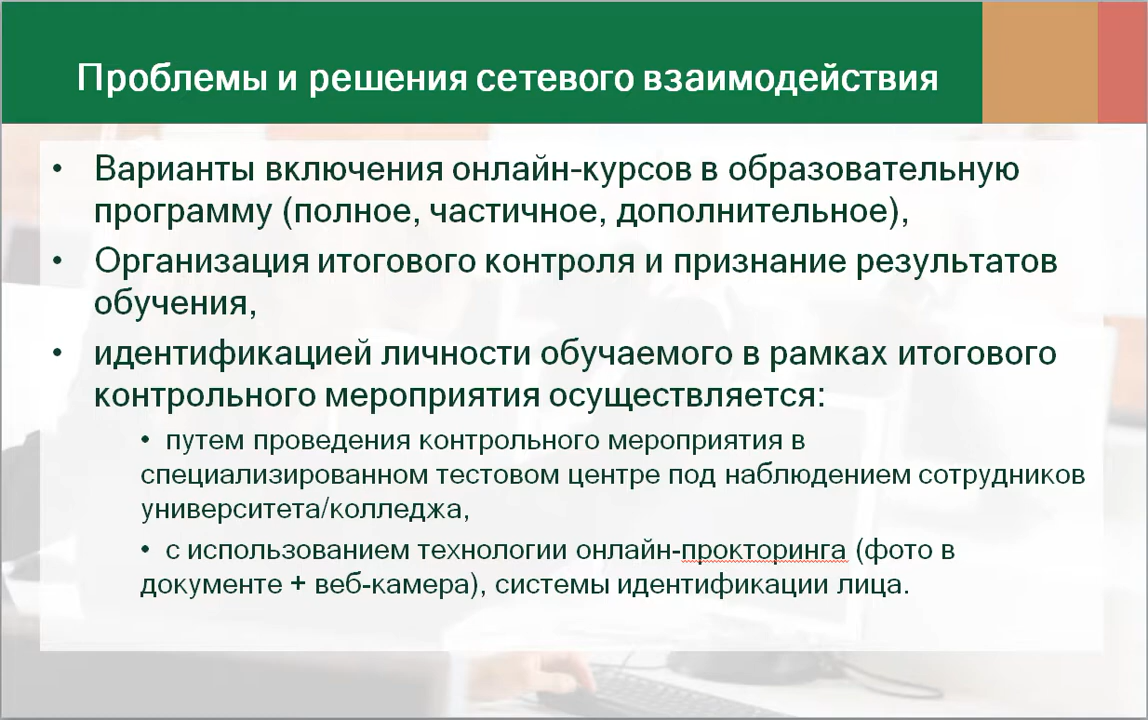 Проблемы и решения сетевого взаимодействия
• Варианты включения онлайн-курсов в образовательную
программу (полное, частичное, дополнительное),
• Организация итогового контроля и признание результатов
обучения,
• идентификацией личности обучаемого в рамках итогового
контрольного мероприятия осуществляется:
• путем проведения контрольного мероприятия в
специализированном тестовом центре под наблюдением сотрудников
университета/колледжа,
• с использованием технологии онлайн-прокторинга (фото в
документе + веб-камера), системы идентификации лица.